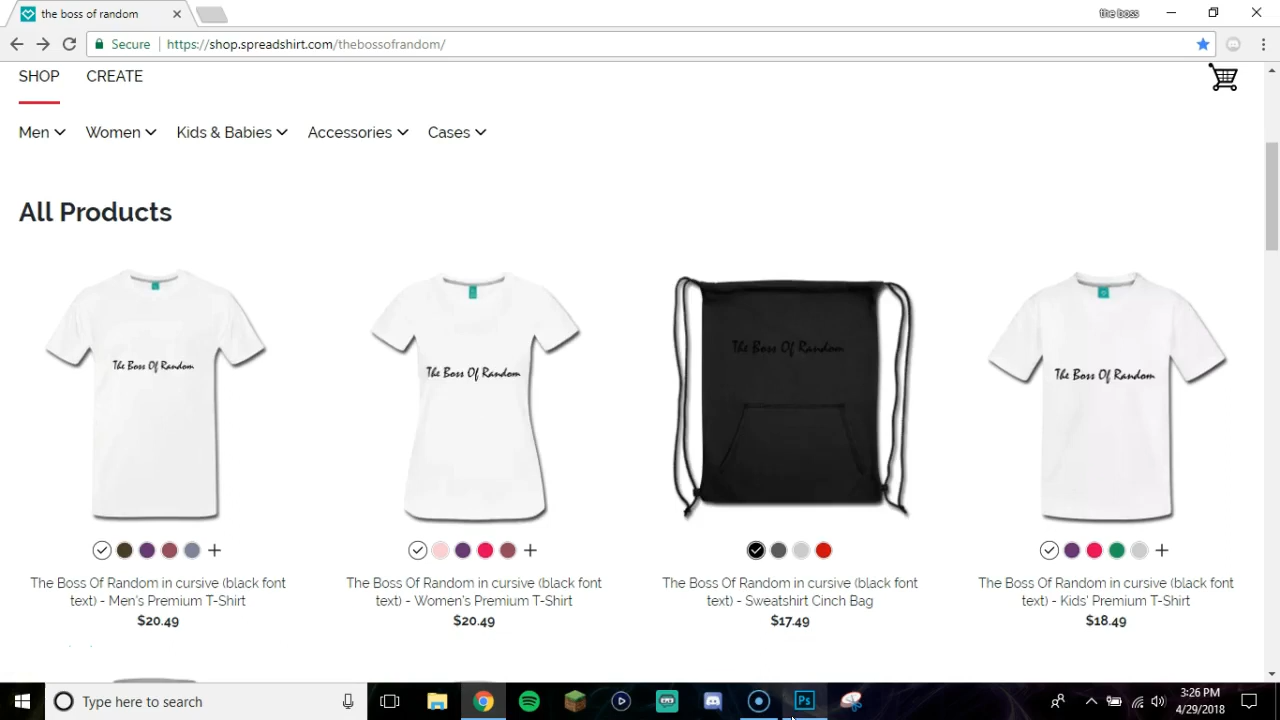 the boss of random
the boss
Secure
https://shop.spreadshirt.com/thebossofrandom/
SHOP CREATE
Men Women Kids & Babies Accessories Cases
All Products
The Boss Of Random
The Boss Of Random
The Boss Of Random
The Boss Of Random
The Boss Of Random in cursive (black font
text) - Men's Premium T-Shirt
$20.49
The Boss Of Random in cursive (black font
text) - Women's Premium T-Shirt
$20.49
The Boss Of Random in cursive (black font
text) - Sweatshirt Cinch Bag
$17.49
The Boss Of Random in cursive (black font
text) - Kids' Premium T-Shirt
$18.49
Type here to search
Ps
3:26 PM
4/29/2018